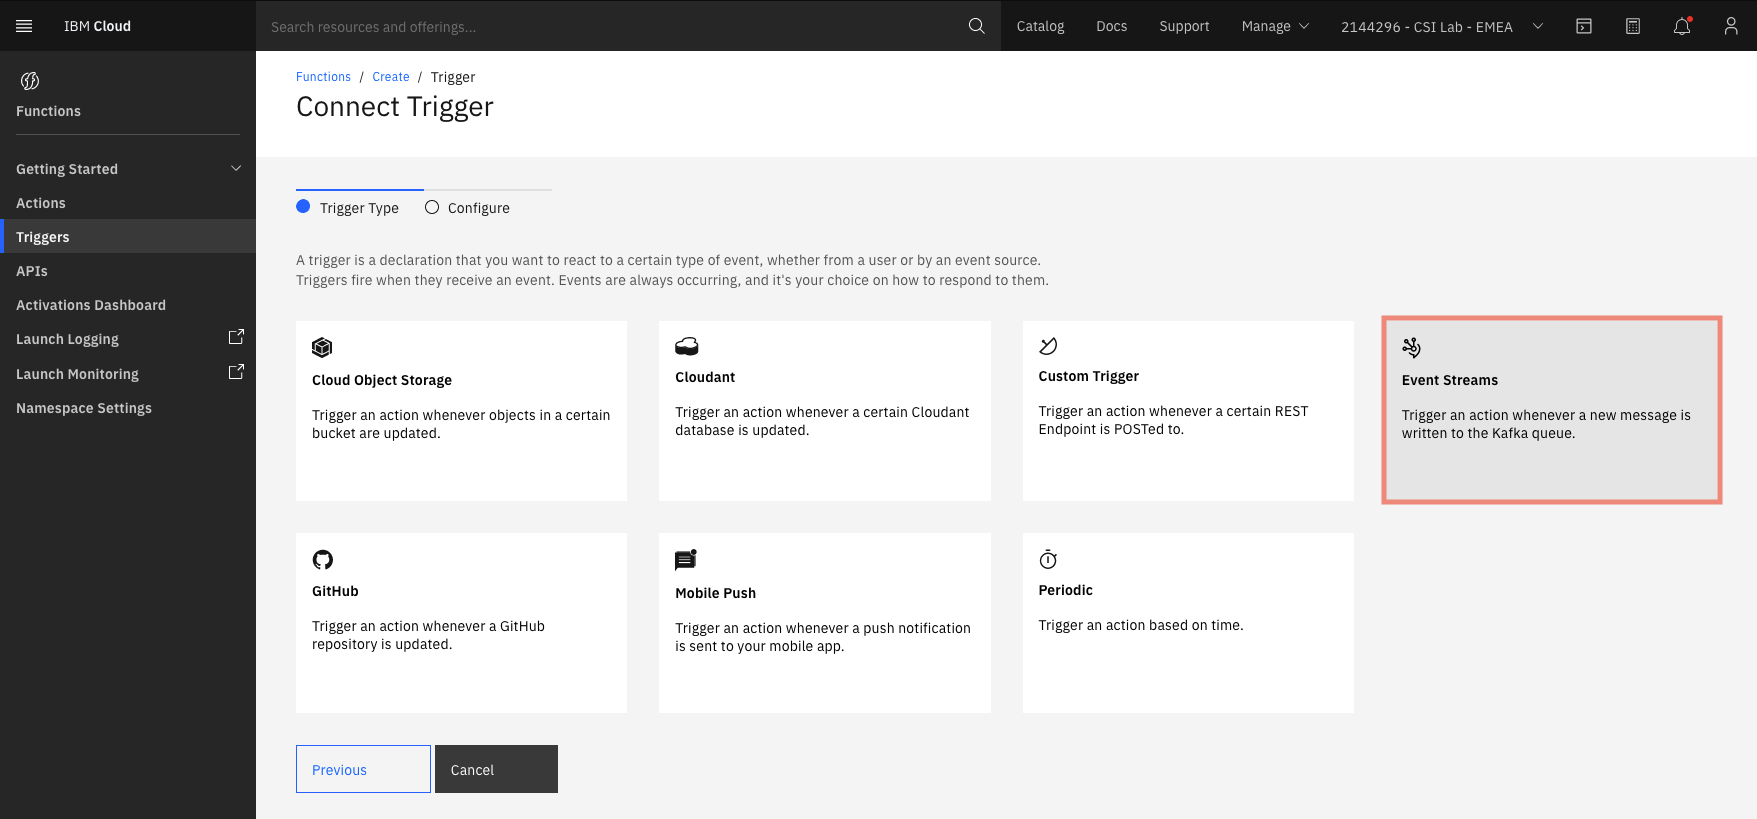 IBM Cloud
Search resources and offerings...
Catalog
Docs
Support
Manage
2144296 - CSI Lab - EMEA
Functions
Getting Started
Actions
Triggers
APIs
Activations Dashboard
Launch Logging
Launch Monitoring
Namespace Settings
Functions / Create / Trigger
Connect Trigger
Trigger Type
Configure
A trigger is a declaration that you want to react to a certain type of event, whether from a user or by an event source.
Triggers fire when they receive an event. Events are always occurring, and it's your choice on how to respond to them.
Cloud Object Storage
Trigger an action whenever objects in a certain
bucket are updated.
Cloudant
Trigger an action whenever a certain Cloudant
database is updated.
Custom Trigger
Trigger an action whenever a certain REST
Endpoint is POSTed to.
Event Streams
Trigger an action whenever a new message is
written to the Kafka queue.
GitHub
Trigger an action whenever a GitHub
repository is updated.
Mobile Push
Trigger an action whenever a push notification
is sent to your mobile app.
Periodic
Trigger an action based on time.
Previous
Cancel